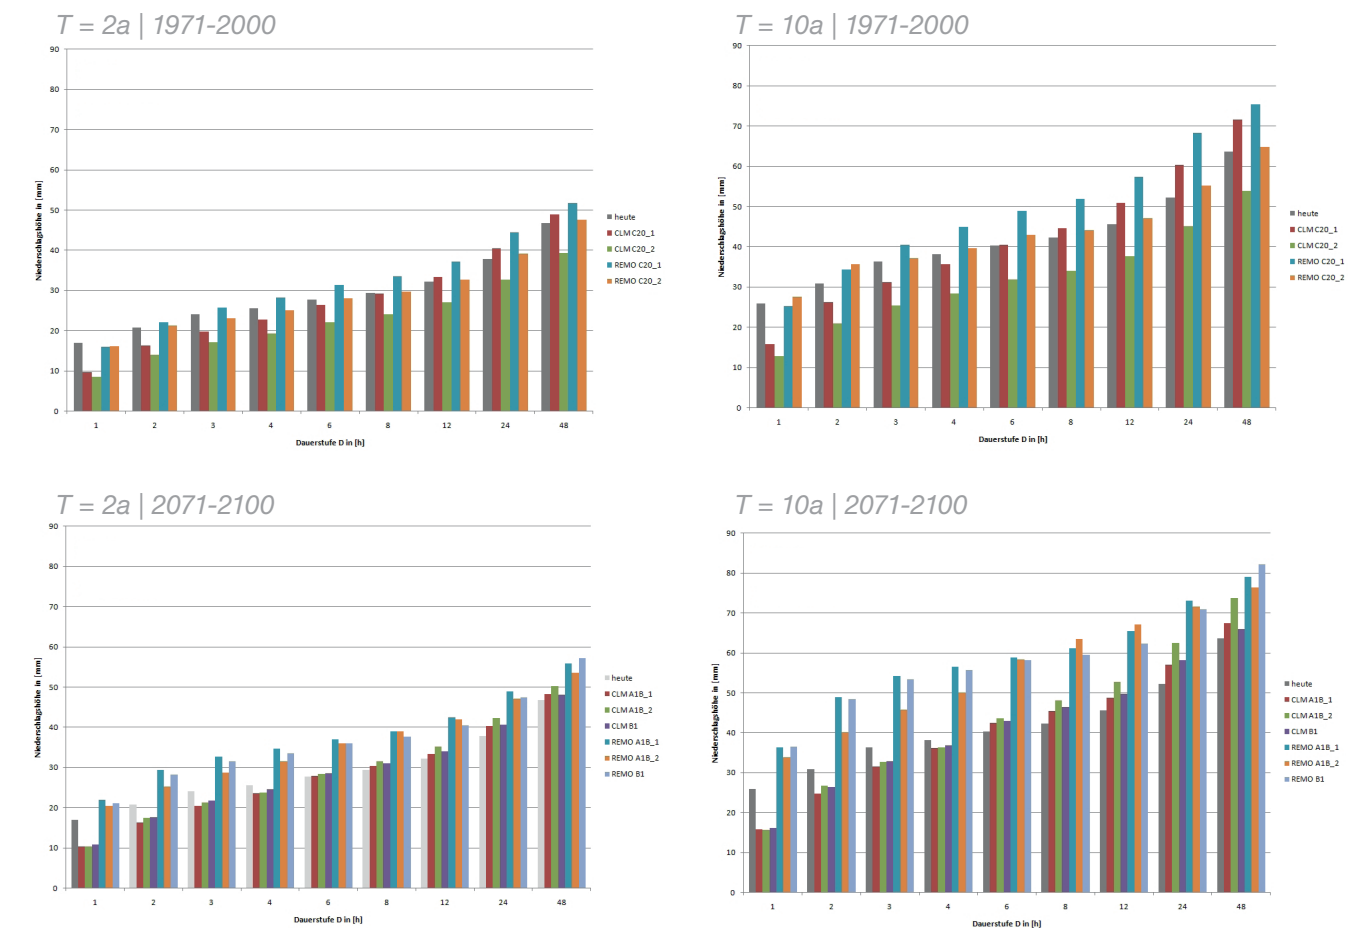 T = 2a | 1971-2000
90
80
70
60
50
40
30
20
10
0
Niederschlagshöhe in [mm]
1 2 3 4 6 8 12 24 48
Dauerstufe D in [h]
heute
CLM C20_1
CLM C20_2
REMO C20_1
REMO C20_2
T = 10a | 1971-2000
90
80
70
60
50
40
30
20
10
0
Niederschlagshöhe in [mm]
1 2 3 4 6 8 12 24 48
Dauerstufe D in [h]
heute
CLM C20_1
CLM C20_2
REMO C20_1
REMO C20_2
T = 2a | 2071-2100
90
80
70
60
50
40
30
20
10
0
Niederschlagshöhe in [mm]
1 2 3 4 6 8 12 24 48
Dauerstufe D in [h]
heute
CLM A1B_1
CLM A1B_2
CLM B1
REMO A1B_1
REMO A1B_2
REMO B1
T = 10a | 2071-2100
90
80
70
60
50
40
30
20
10
0
Niederschlagshöhe in [mm]
1 2 3 4 6 8 12 24 48
Dauerstufe D in [h]
heute
CLM A1B_1
CLM A1B_2
CLM B1
REMO A1B_1
REMO A1B_2
REMO B1